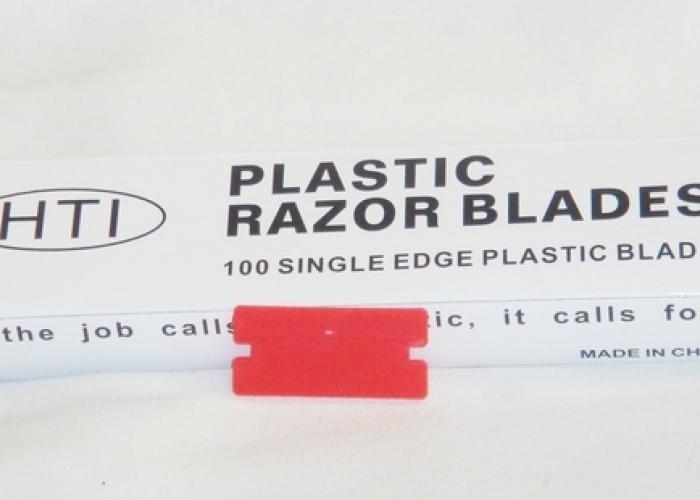 HTI
PLASTIC
RAZOR BLADES
100 SINGLE EDGE PLASTIC BLAD
the job calls ic, it calls fo
MADE IN CH